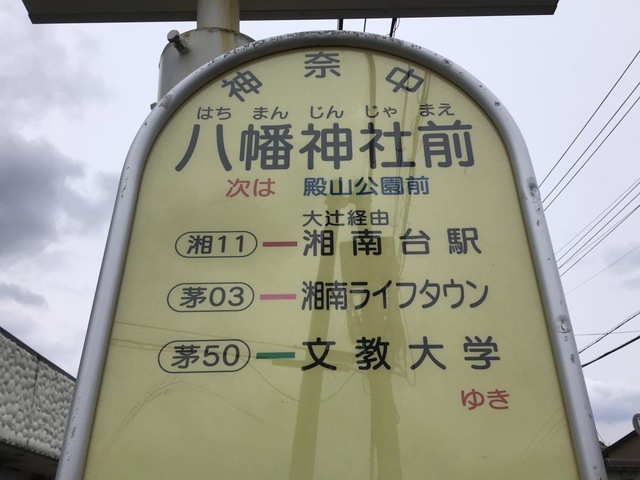 神奈中
はちまんじんじゃまえ
八幡神社前
次は 殿山公園前
大辻経由
湘11 湘南台駅
茅03 湘南ライフタウン
茅50 文教大学
ゆき